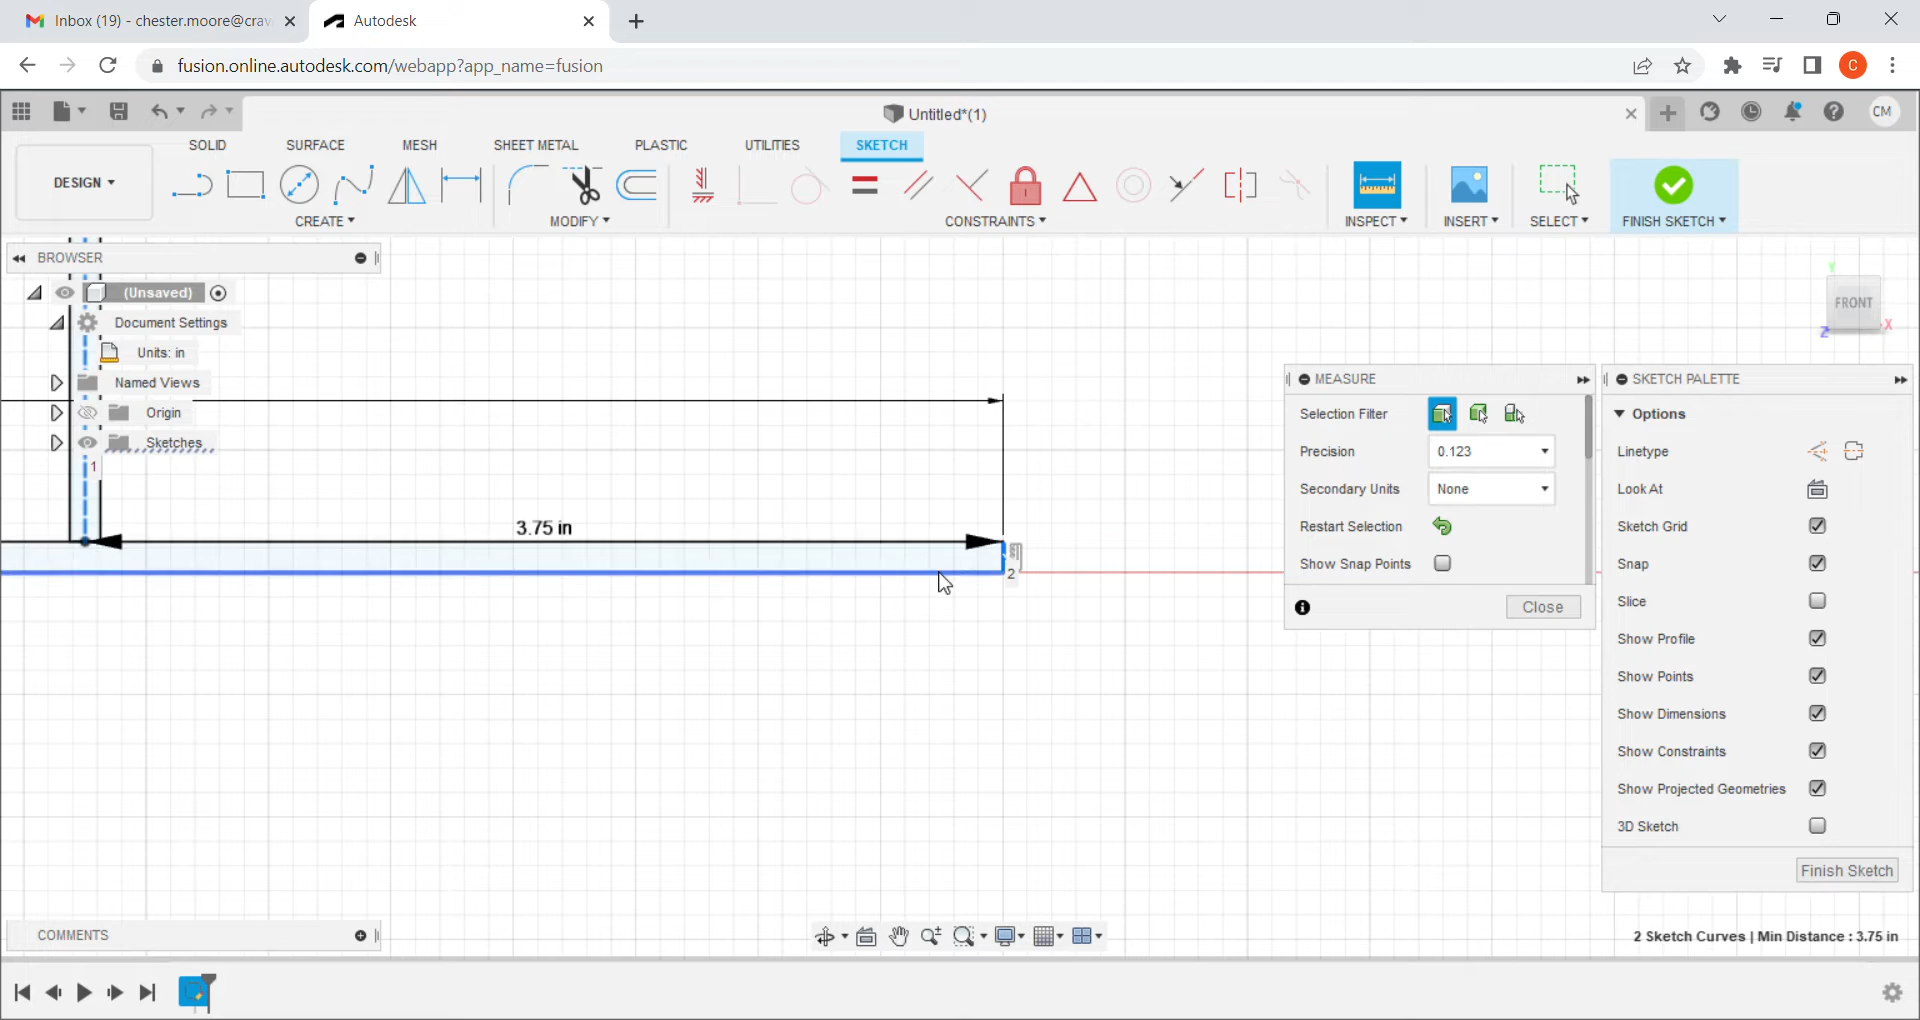 Inbox (19) - chester.moore@crav
Autodesk
fusion.online.autodesk.com/webapp?app_name=fusion
C
Untitled*(1)
CM
SOLID SURFACE MESH SHEET METAL PLASTIC UTILITIES SKETCH
DESIGN
CREATE MODIFY CONSTRAINTS INSPECT INSERT SELECT FINISH SKETCH
BROWSER
(Unsaved)
Document Settings
Units: in
Named Views
Origin
Sketches
1
3.75 in
2
Y
FRONT
X
Z
MEASURE
Selection Filter
Precision 0.123
Secondary Units None
Restart Selection
Show Snap Points
Close
SKETCH PALETTE
Options
Linetype
Look At
Sketch Grid
Snap
Slice
Show Profile
Show Points
Show Dimensions
Show Constraints
Show Projected Geometries
3D Sketch
Finish Sketch
COMMENTS
2 Sketch Curves | Min Distance : 3.75 in